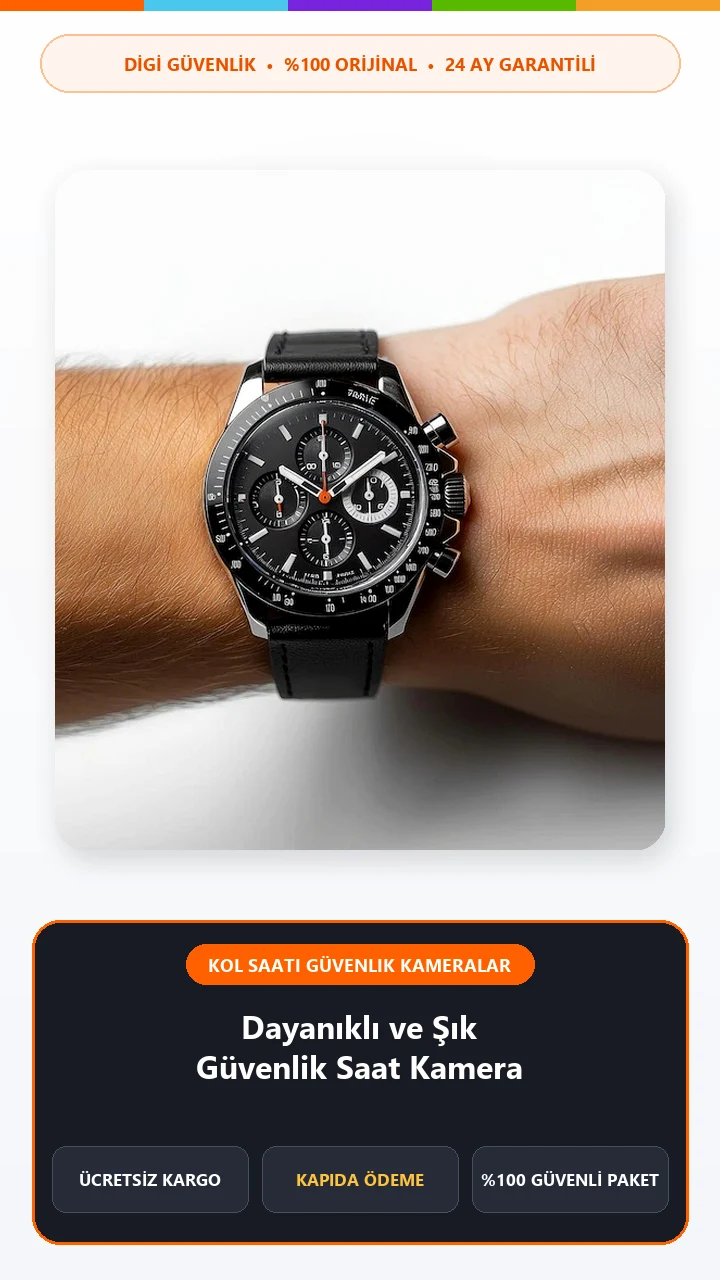 DİGİ GÜVENLİK • %100 ORİJİNAL • 24 AY GARANTİLİ
KOL SAATI GÜVENLIK KAMERALAR
Dayanıklı ve Şık
Güvenlik Saat Kamera
ÜCRETSİZ KARGO
KAPIDA ÖDEME
%100 GÜVENLİ PAKET